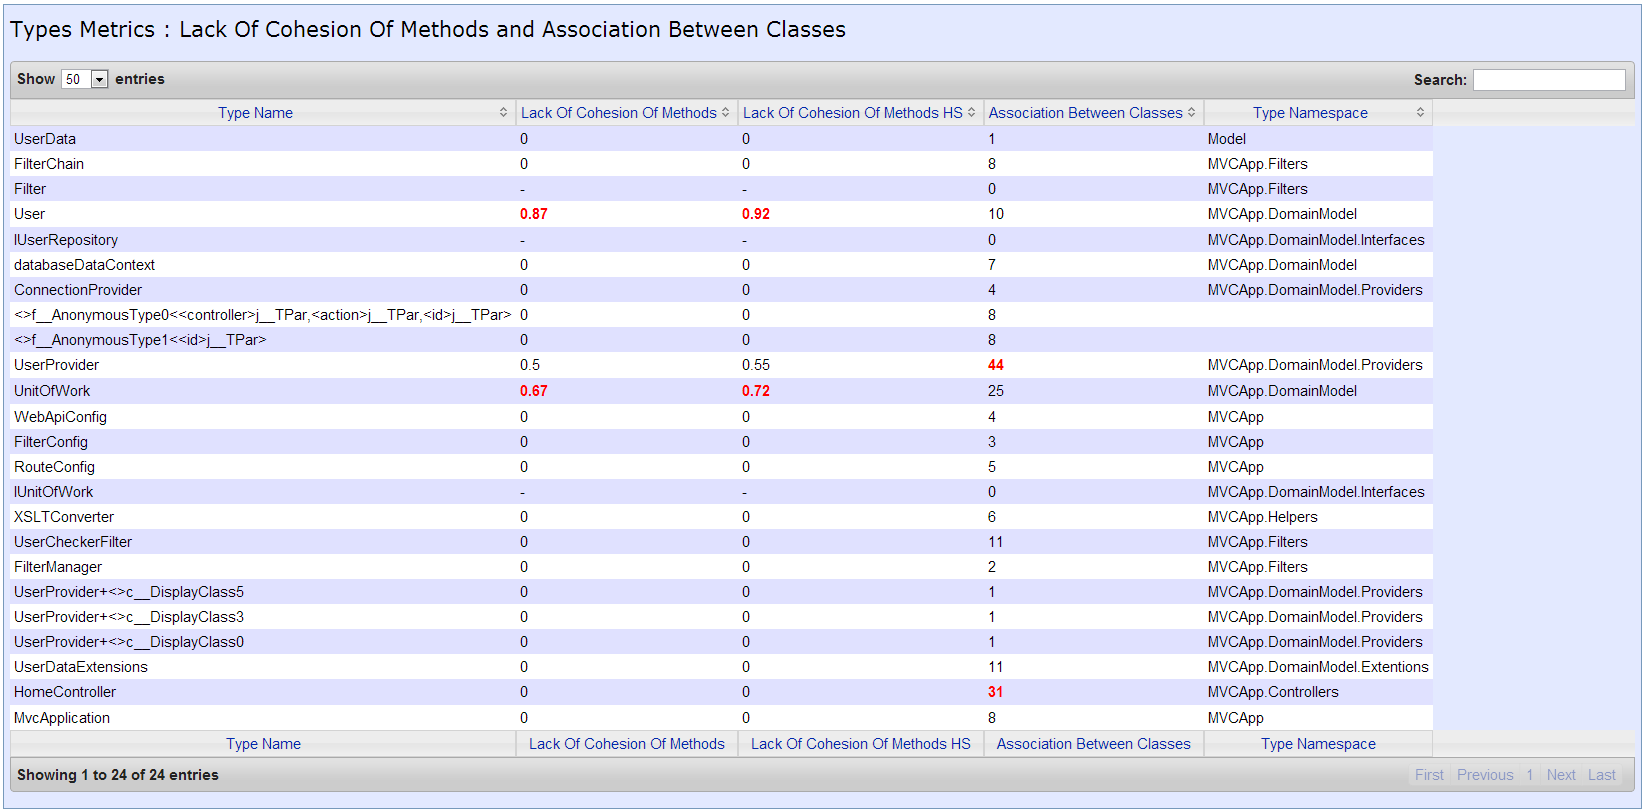 Types Metrics : Lack Of Cohesion Of Methods and Association Between Classes
Show 50 entries Search:
Type Name Lack Of Cohesion Of Methods Lack Of Cohesion Of Methods HS Association Between Classes Type Namespace
UserData 0 0 1 Model
FilterChain 0 0 8 MVCApp.Filters
Filter - - 0 MVCApp.Filters
User 0.87 0.92 10 MVCApp.DomainModel
IUserRepository - - 0 MVCApp.DomainModel.Interfaces
databaseDataContext 0 0 7 MVCApp.DomainModel
ConnectionProvider 0 0 4 MVCApp.DomainModel.Providers
<>f__AnonymousType0<<controller>j__TPar,<action>j__TPar,<id>j__TPar> 0 0 8
<>f__AnonymousType1<<id>j__TPar> 0 0 8
UserProvider 0.5 0.55 44 MVCApp.DomainModel.Providers
UnitOfWork 0.67 0.72 25 MVCApp.DomainModel
WebApiConfig 0 0 4 MVCApp
FilterConfig 0 0 3 MVCApp
RouteConfig 0 0 5 MVCApp
IUnitOfWork - - 0 MVCApp.DomainModel.Interfaces
XSLTConverter 0 0 6 MVCApp.Helpers
UserCheckerFilter 0 0 11 MVCApp.Filters
FilterManager 0 0 2 MVCApp.Filters
UserProvider+<>c__DisplayClass5 0 0 1 MVCApp.DomainModel.Providers
UserProvider+<>c__DisplayClass3 0 0 1 MVCApp.DomainModel.Providers
UserProvider+<>c__DisplayClass0 0 0 1 MVCApp.DomainModel.Providers
UserDataExtensions 0 0 11 MVCApp.DomainModel.Extentions
HomeController 0 0 31 MVCApp.Controllers
MvcApplication 0 0 8 MVCApp
Type Name Lack Of Cohesion Of Methods Lack Of Cohesion Of Methods HS Association Between Classes Type Namespace
Showing 1 to 24 of 24 entries First Previous 1 Next Last